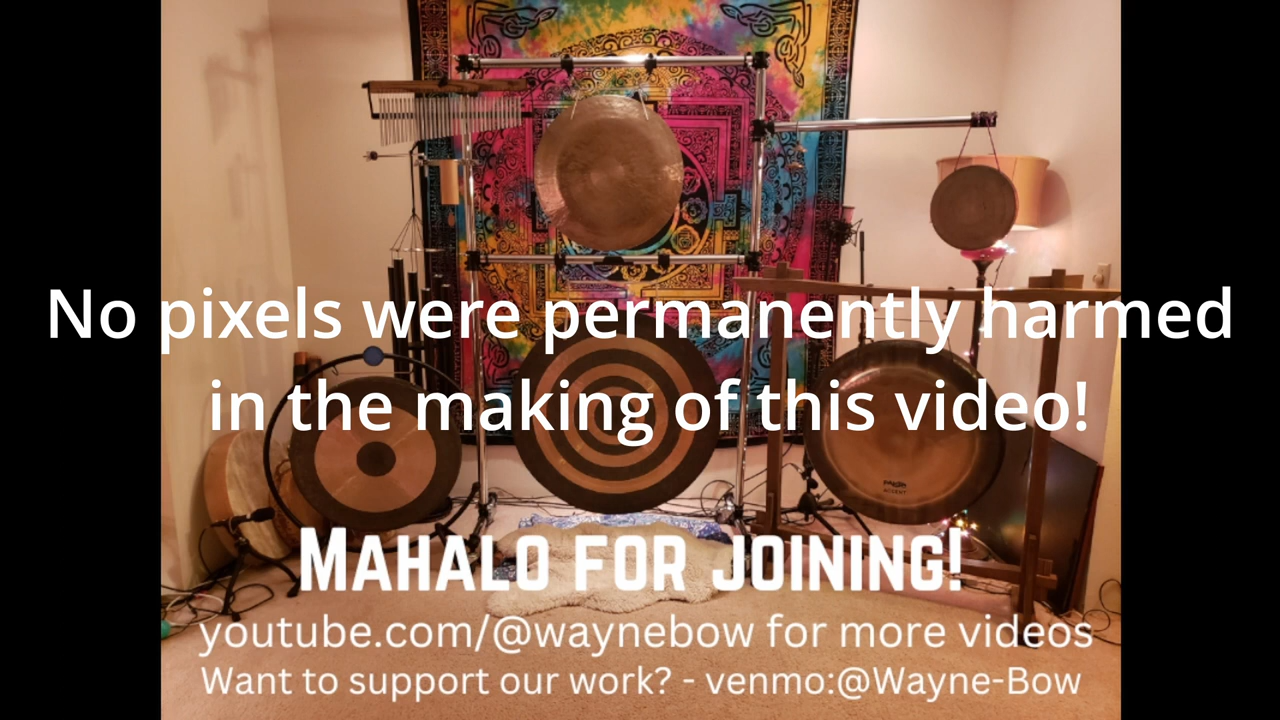 No pixels were permanently harmed
in the making of this video!
MAHALO FOR JOINING!
youtube.com/@waynebow for more videos
Want to support our work? - venmo:@Wayne-Bow